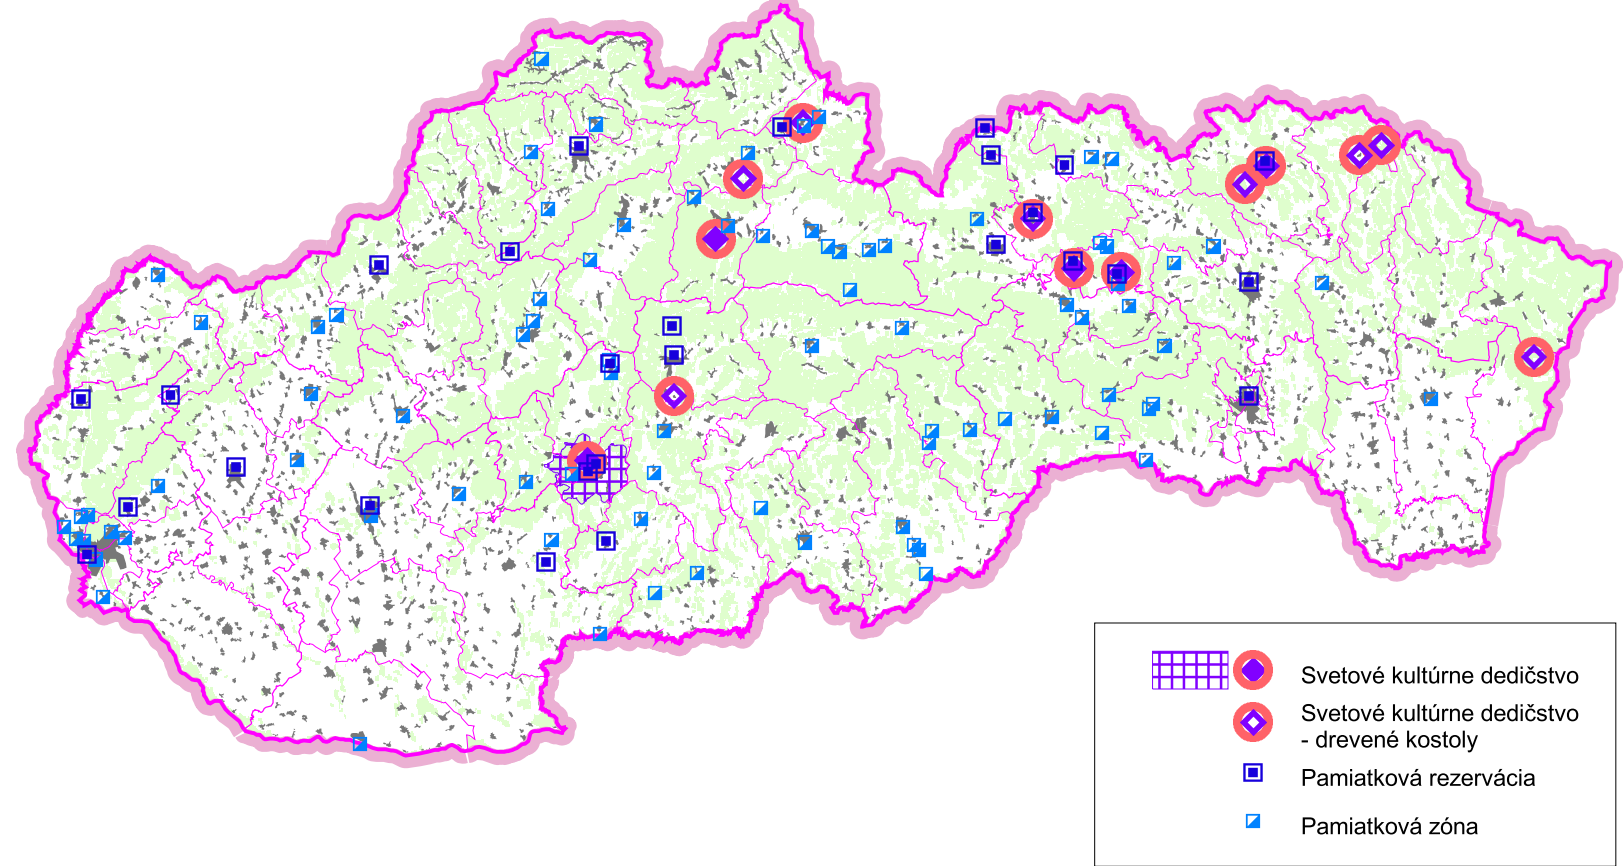 Svetové kultúrne dedičstvo
Svetové kultúrne dedičstvo
- drevené kostoly
Pamiatková rezervácia
Pamiatková zóna